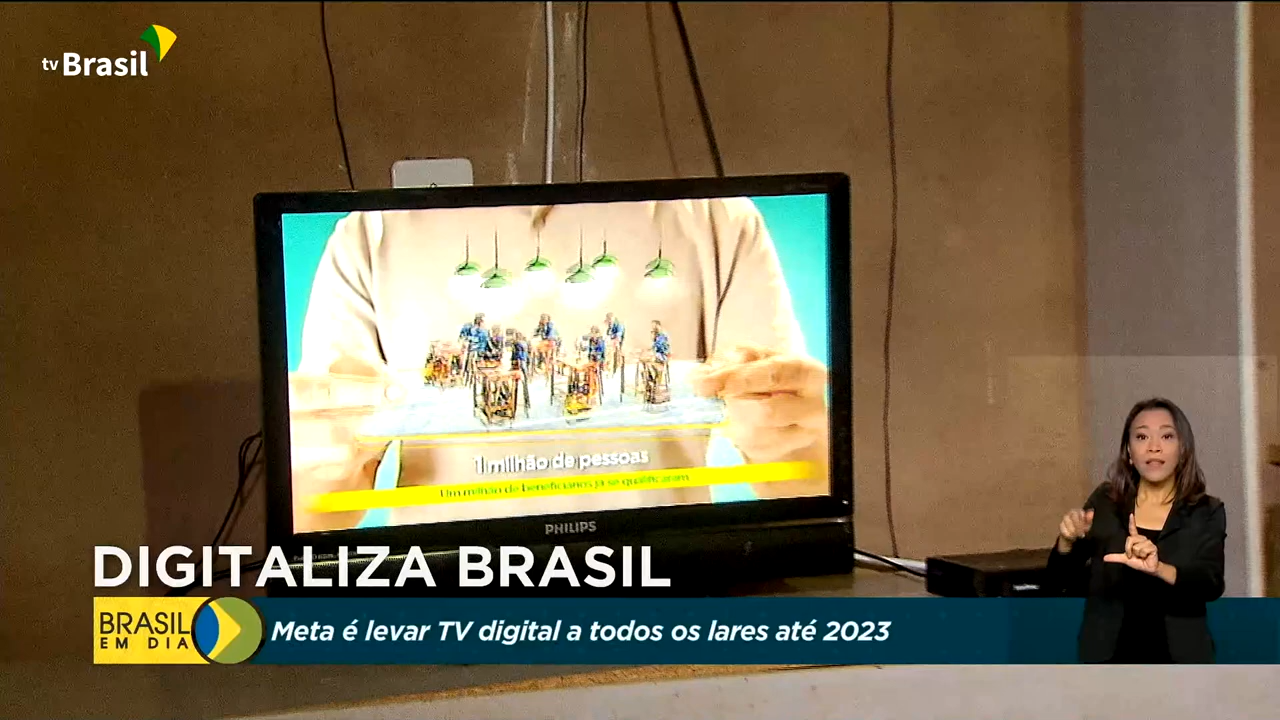 tv Brasil
1 milhão de pessoas
Um milhão de beneficiários já se qualificaram
PHILIPS
DIGITALIZA BRASIL
BRASIL
EM DIA
Meta é levar TV digital a todos os lares até 2023